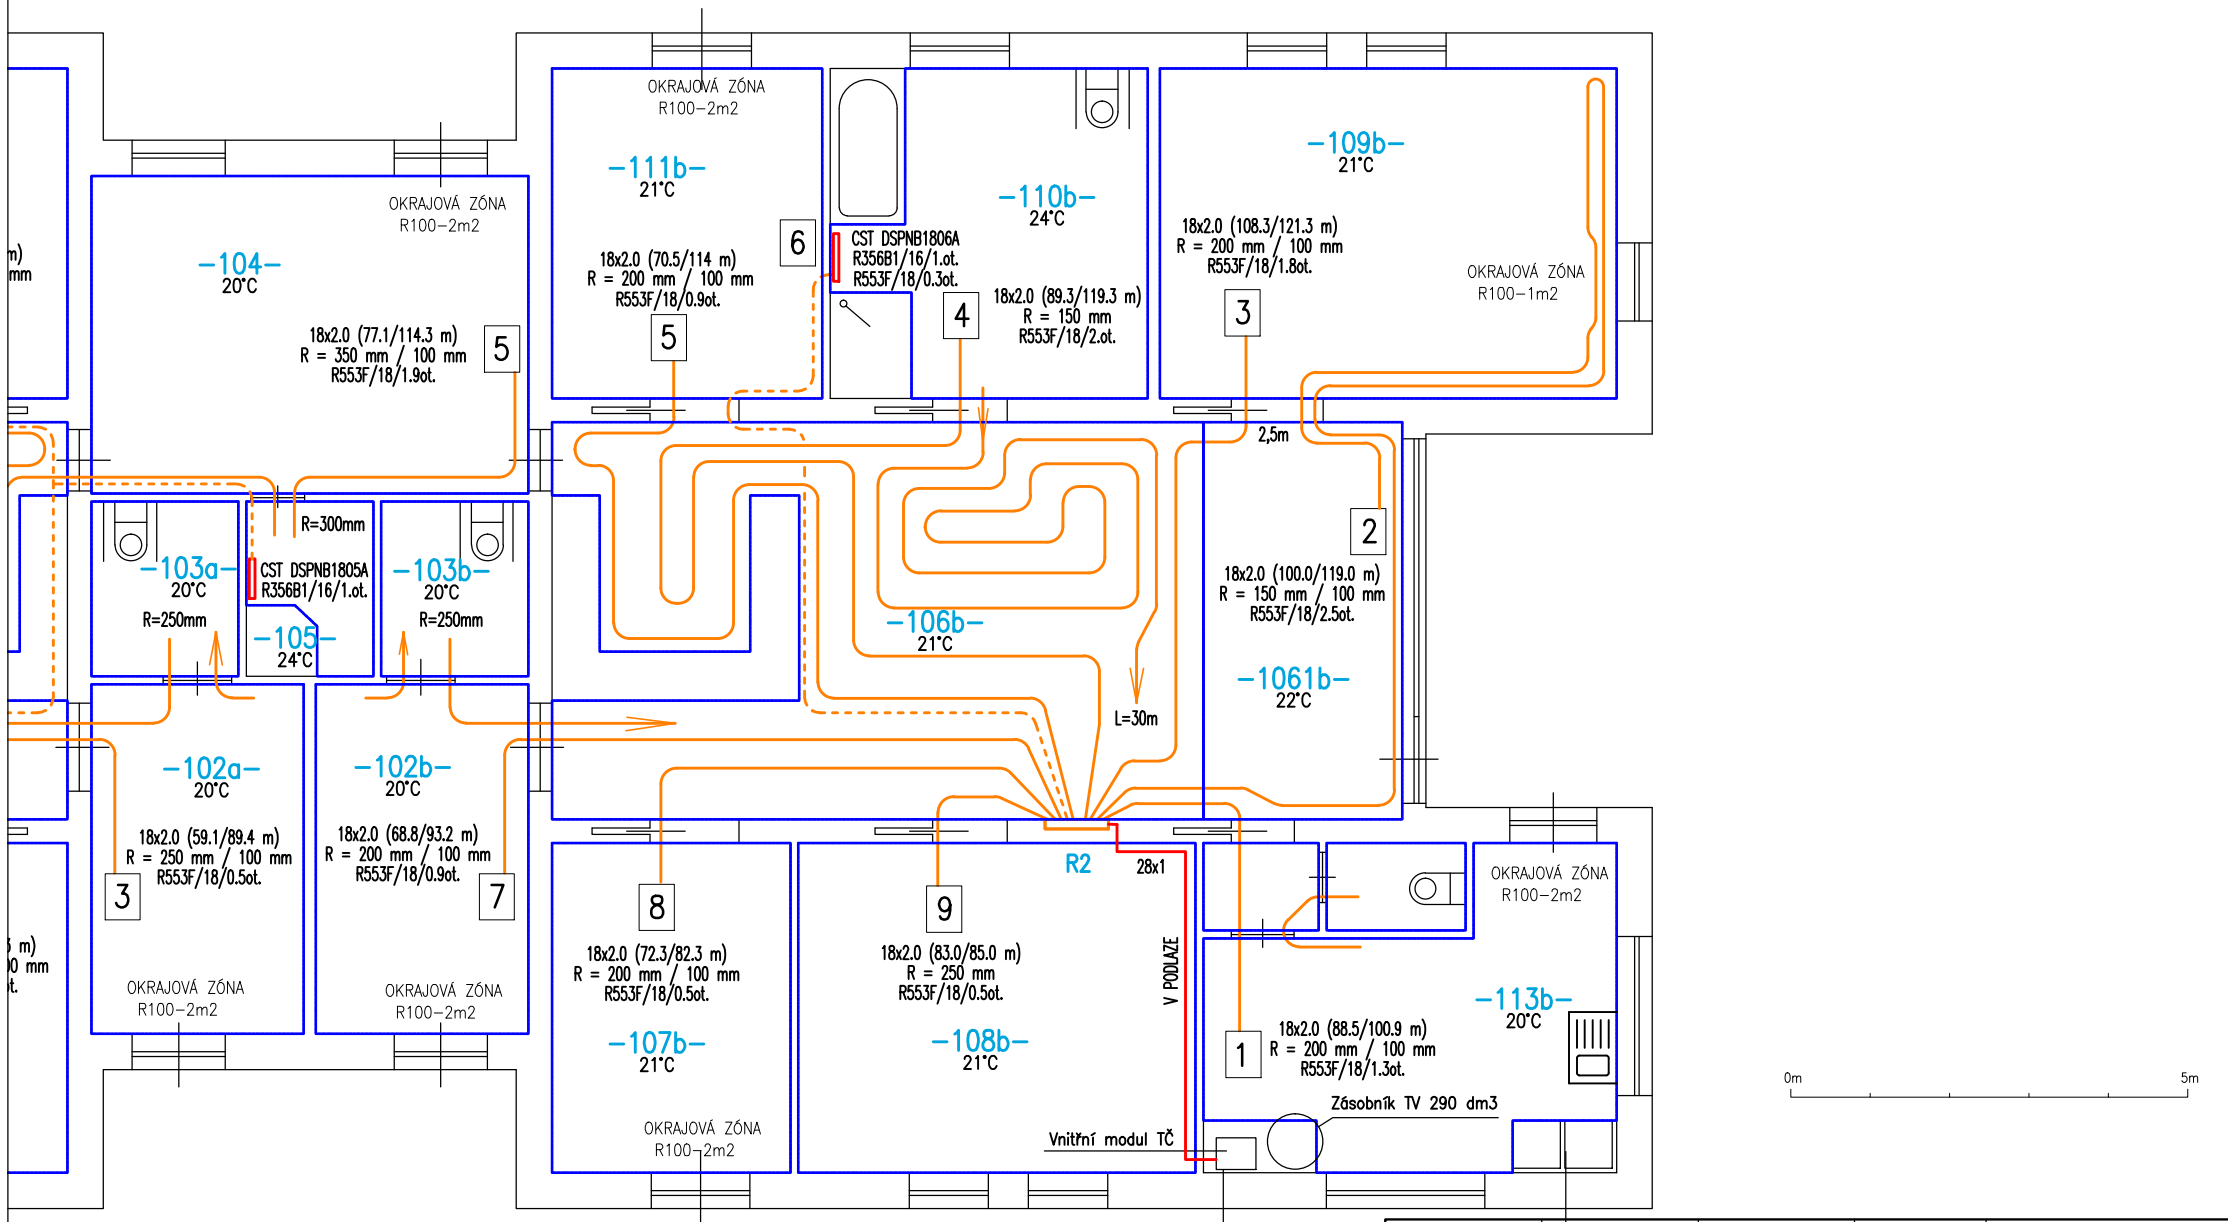 OKRAJOVÁ ZÓNA
R100-2m2
-111b-
21°C
18x2.0 (70.5/114 m)
R = 200 mm / 100 mm
R553F/18/0.9ot.
5
6
CST DSPNB1806A
R356B1/16/1.ot.
R553F/18/0.3ot.
-110b-
24°C
18x2.0 (89.3/119.3 m)
R = 150 mm
R553F/18/2.ot.
4
-109b-
21°C
18x2.0 (108.3/121.3 m)
R = 200 mm / 100 mm
R553F/18/1.8ot.
3
OKRAJOVÁ ZÓNA
R100-1m2
OKRAJOVÁ ZÓNA
R100-2m2
-104-
20°C
18x2.0 (77.1/114.3 m)
R = 350 mm / 100 mm
R553F/18/1.9ot.
5
m)
mm
2,5m
2
18x2.0 (100.0/119.0 m)
R = 150 mm / 100 mm
R553F/18/2.5ot.
-1061b-
22°C
-106b-
21°C
L=30m
-103a-
20°C
R=250mm
R=300mm
CST DSPNB1805A
R356B1/16/1.ot.
-105-
24°C
-103b-
20°C
R=250mm
-102a-
20°C
18x2.0 (59.1/89.4 m)
R = 250 mm / 100 mm
R553F/18/0.5ot.
3
OKRAJOVÁ ZÓNA
R100-2m2
-102b-
20°C
18x2.0 (68.8/93.2 m)
R = 200 mm / 100 mm
R553F/18/0.9ot.
7
OKRAJOVÁ ZÓNA
R100-2m2
m)
mm
8
18x2.0 (72.3/82.3 m)
R = 200 mm / 100 mm
R553F/18/0.5ot.
-107b-
21°C
OKRAJOVÁ ZÓNA
R100-2m2
9
18x2.0 (83.0/85.0 m)
R = 250 mm
R553F/18/0.5ot.
-108b-
21°C
R2
28x1
V PODLAZE
Vnitřní modul TČ
OKRAJOVÁ ZÓNA
R100-2m2
-113b-
20°C
1
18x2.0 (88.5/100.9 m)
R = 200 mm / 100 mm
R553F/18/1.3ot.
Zásobník TV 290 dm3
0m
5m